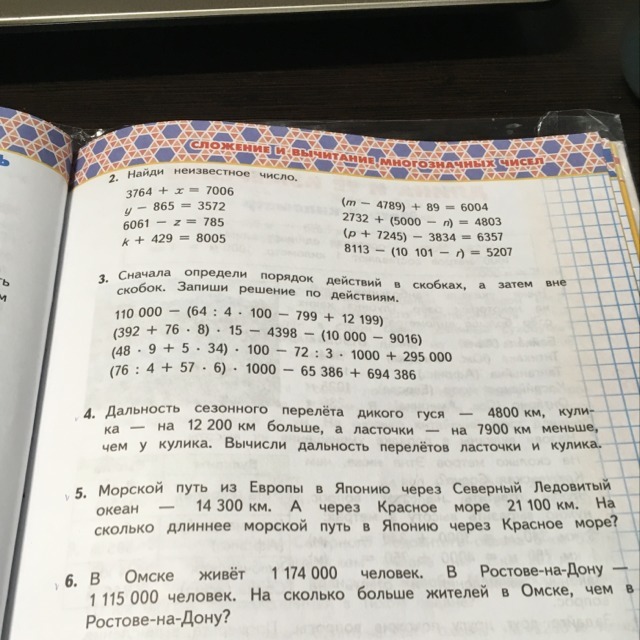 СЛОЖЕНИЕ И ВЫЧИТАНИЕ МНОГОЗНАЧНЫХ ЧИСЕЛ
2. Найди неизвестное число.
3764 + x = 7006
y − 865 = 3572
6061 − z = 785
k + 429 = 8005
(m − 4789) + 89 = 6004
2732 + (5000 − n) = 4803
(p + 7245) − 3834 = 6357
8113 − (10 101 − r) = 5207
3. Сначала определи порядок действий в скобках, а затем вне
скобок. Запиши решение по действиям.
110 000 − (64 : 4 · 100 − 799 + 12 199)
(392 + 76 · 8) · 15 − 4398 − (10 000 − 9016)
(48 · 9 + 5 · 34) · 100 − 72 : 3 · 1000 + 295 000
(76 : 4 + 57 · 6) · 1000 − 65 386 + 694 386
4. Дальность сезонного перелёта дикого гуся — 4800 км, кули-
ка — на 12 200 км больше, а ласточки — на 7900 км меньше,
чем у кулика. Вычисли дальность перелётов ласточки и кулика.
5. Морской путь из Европы в Японию через Северный Ледовитый
океан — 14 300 км. А через Красное море 21 100 км. На
сколько длиннее морской путь в Японию через Красное море?
6. В Омске живёт 1 174 000 человек. В Ростове-на-Дону —
1 115 000 человек. На сколько больше жителей в Омске, чем в
Ростове-на-Дону?